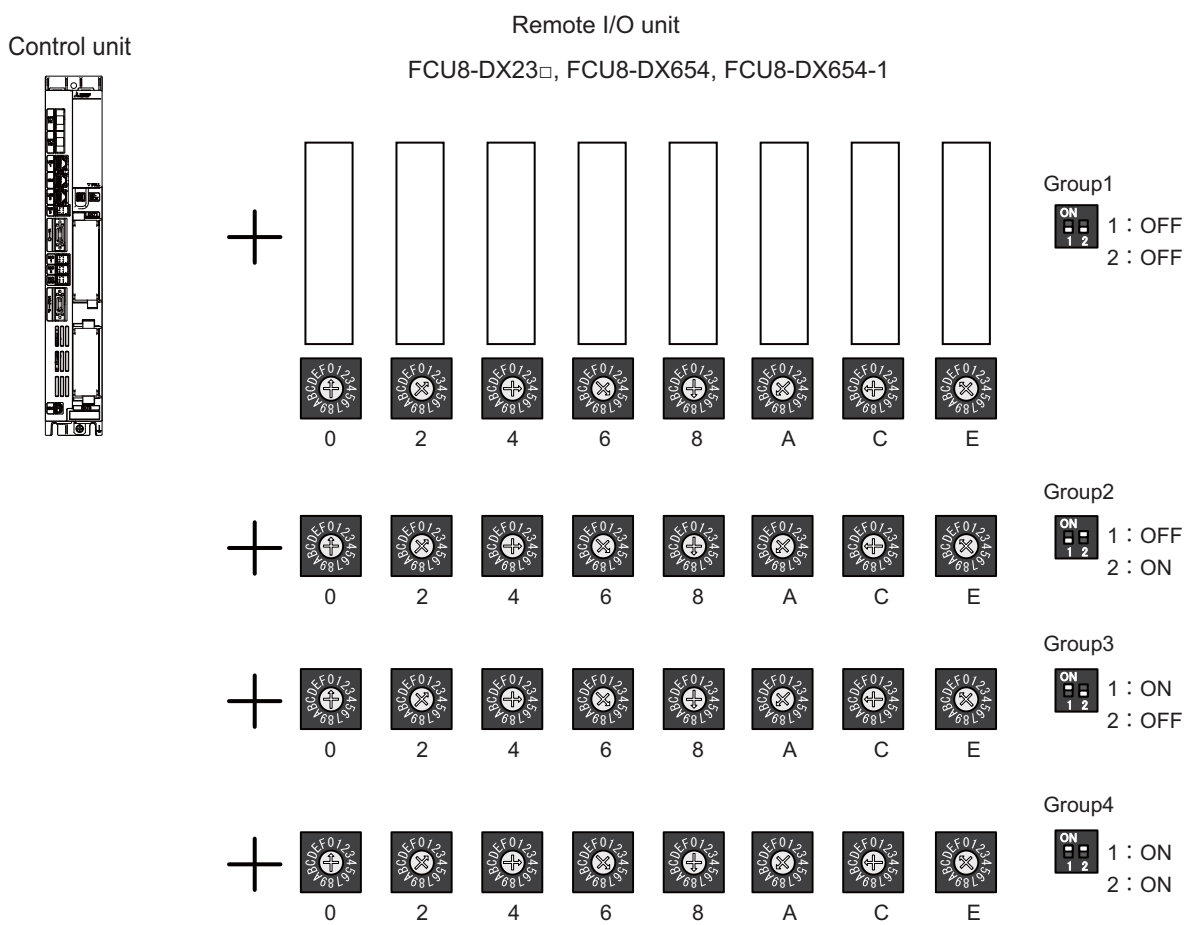 Remote I/O unit
Control unit
FCU8-DX23□, FCU8-DX654, FCU8-DX654-1
Group1
ON
1 2
1：OFF
2：OFF
0 2 4 6 8 A C E
Group2
ON
1 2
1：OFF
2：ON
0 2 4 6 8 A C E
Group3
ON
1 2
1：ON
2：OFF
0 2 4 6 8 A C E
Group4
ON
1 2
1：ON
2：ON
0 2 4 6 8 A C E